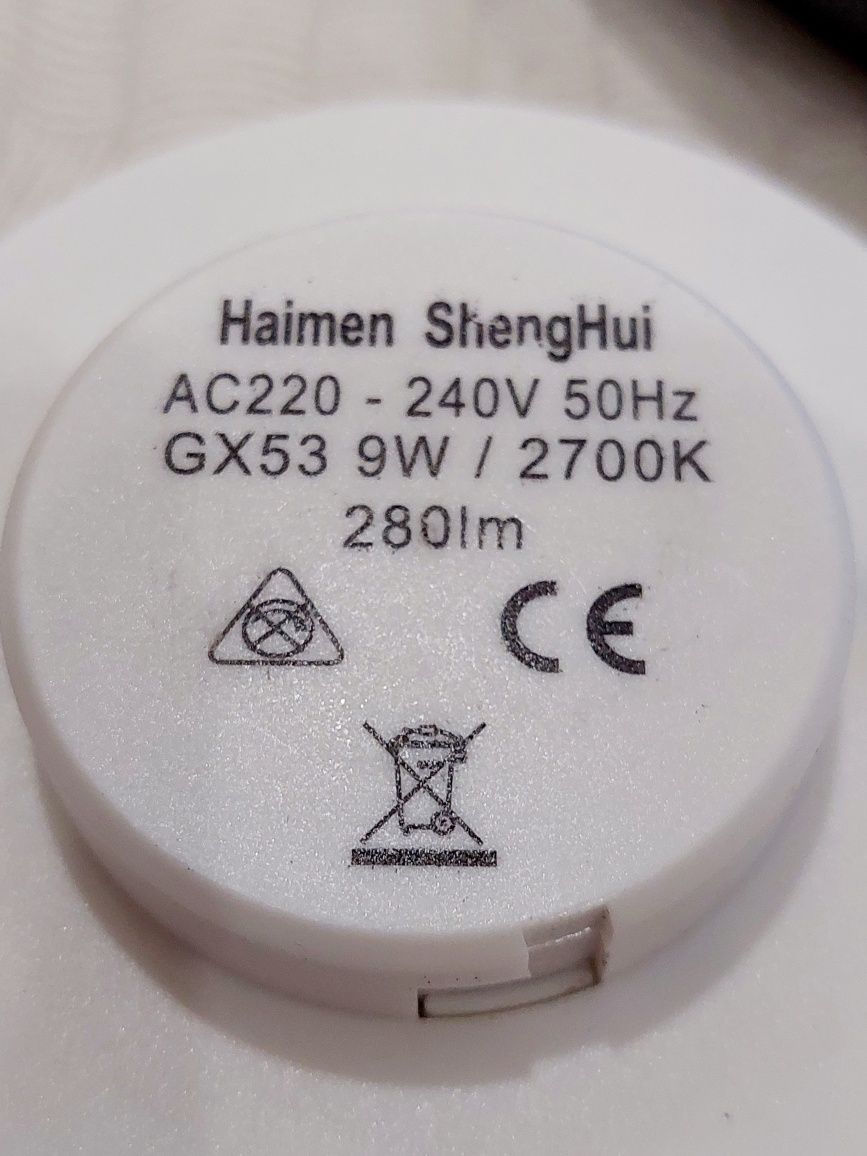 Haimen ShengHui
AC220 - 240V 50Hz
GX53 9W / 2700K
280lm
CE